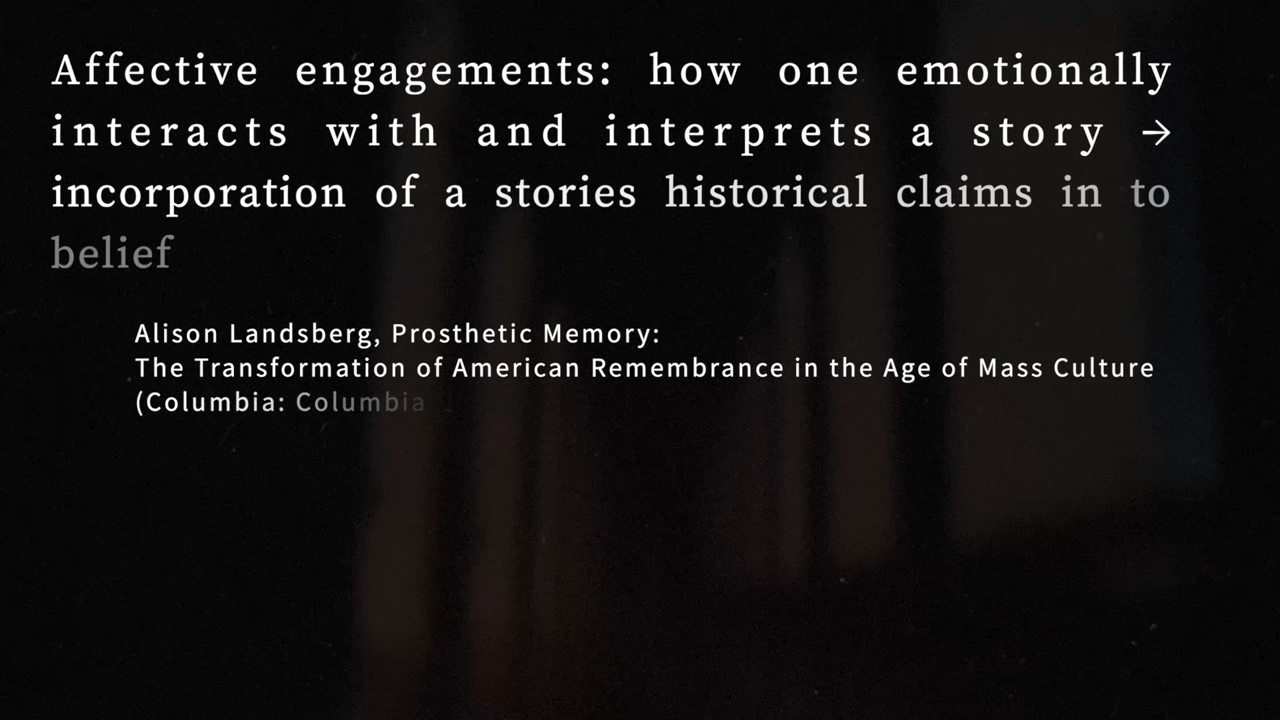 Affective engagements: how one emotionally
interacts with and interprets a story →
incorporation of a stories historical claims in to
belief
Alison Landsberg, Prosthetic Memory:
The Transformation of American Remembrance in the Age of Mass Culture
(Columbia: Columbia